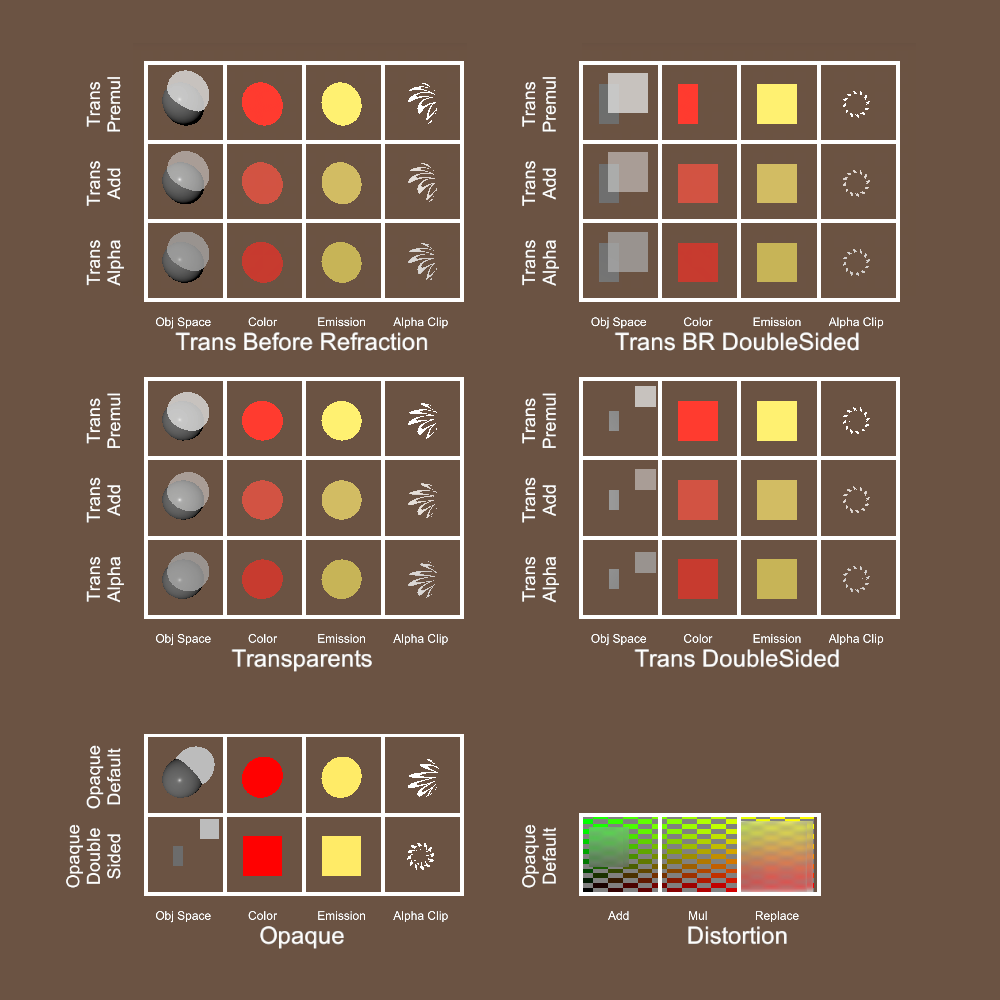 Trans
Premul
Trans
Add
Trans
Alpha
Obj Space Color Emission Alpha Clip
Trans Before Refraction
Trans
Premul
Trans
Add
Trans
Alpha
Obj Space Color Emission Alpha Clip
Trans BR DoubleSided
Trans
Premul
Trans
Add
Trans
Alpha
Obj Space Color Emission Alpha Clip
Transparents
Trans
Premul
Trans
Add
Trans
Alpha
Obj Space Color Emission Alpha Clip
Trans DoubleSided
Opaque
Default
Opaque
Double
Sided
Obj Space Color Emission Alpha Clip
Opaque
Opaque
Default
Add Mul Replace
Distortion